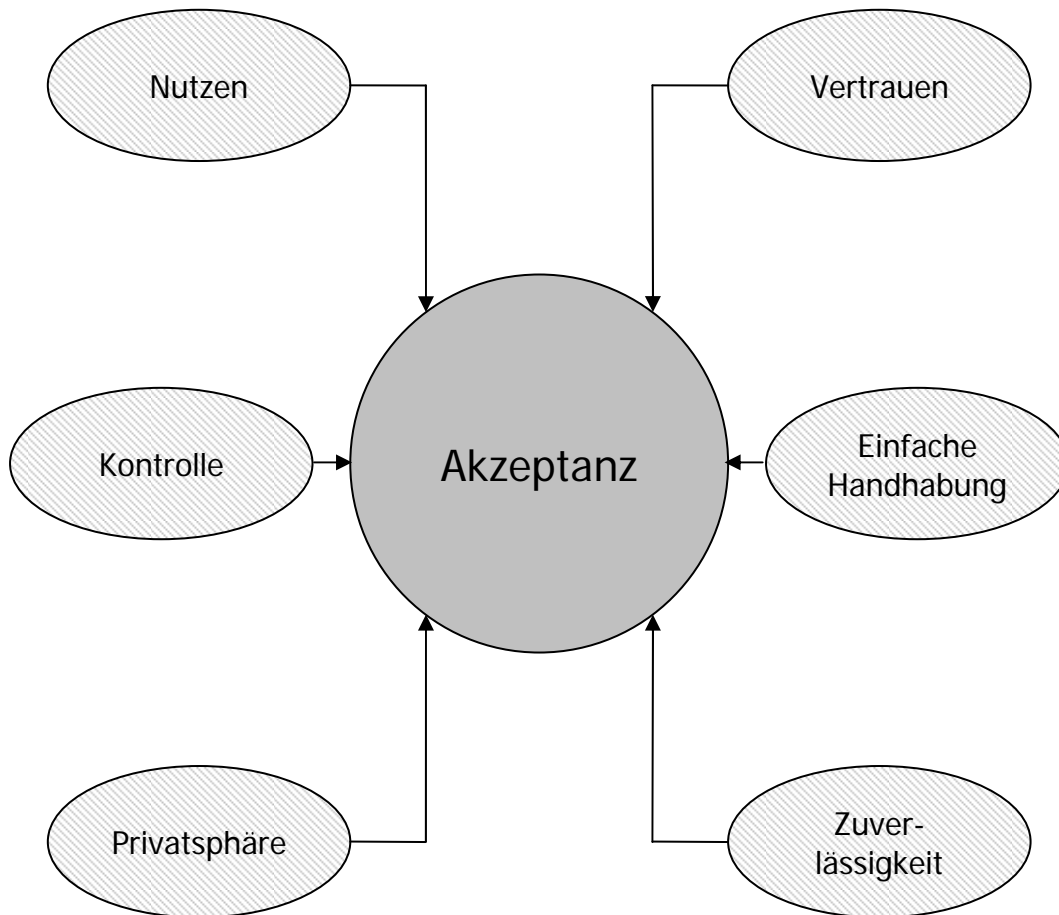 Nutzen
Vertrauen
Kontrolle
Akzeptanz
Einfache
Handhabung
Privatsphäre
Zuver-
lässigkeit